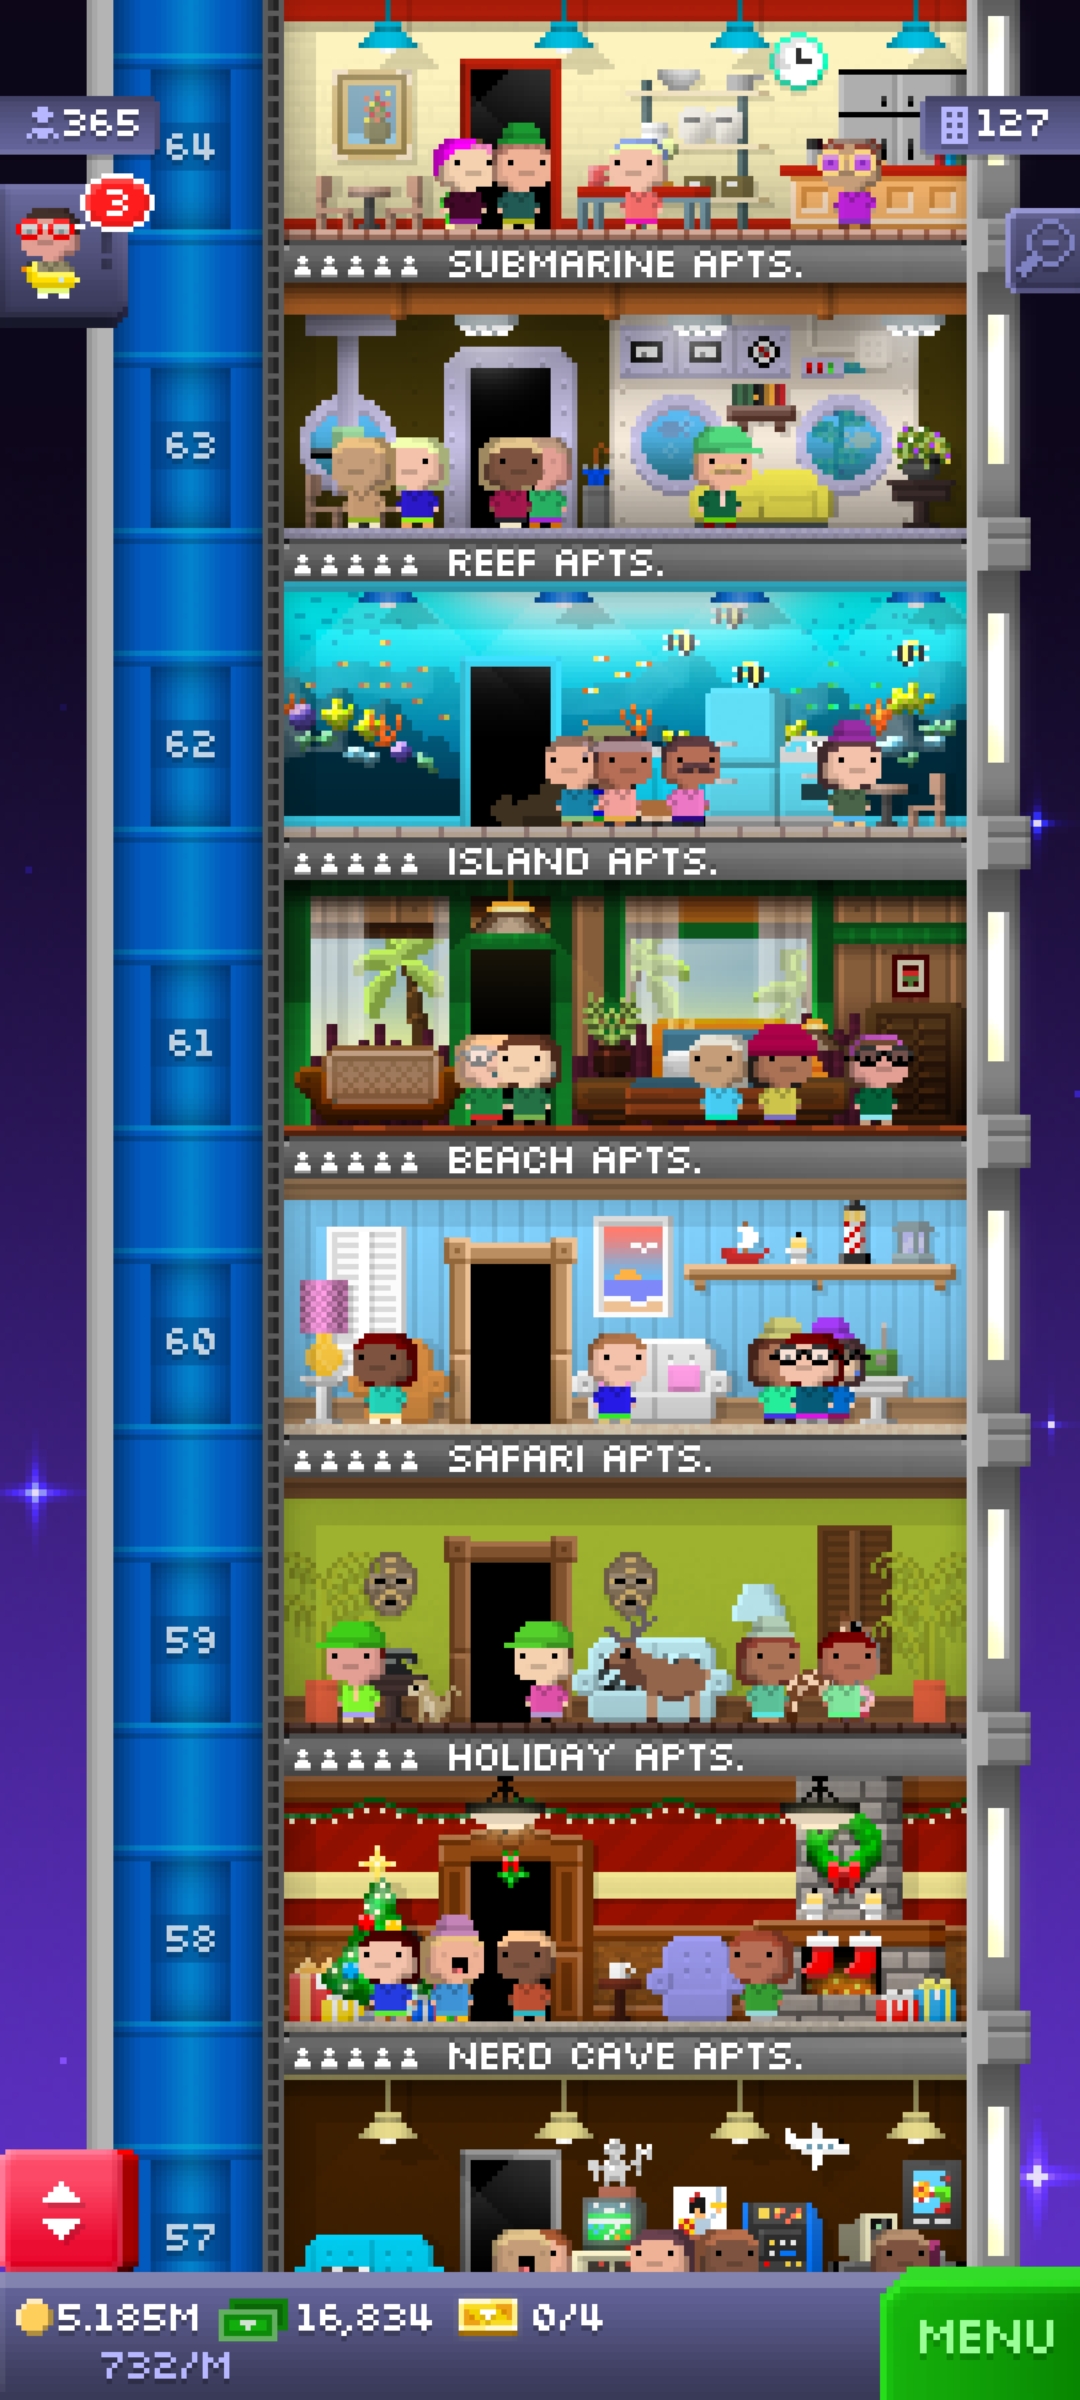 365
127
64
3
SUBMARINE APTS.
63
REEF APTS.
62
ISLAND APTS.
61
BEACH APTS.
60
SAFARI APTS.
59
HOLIDAY APTS.
58
NERD CAVE APTS.
57
5.185M 16,834 0/4
732/M
MENU